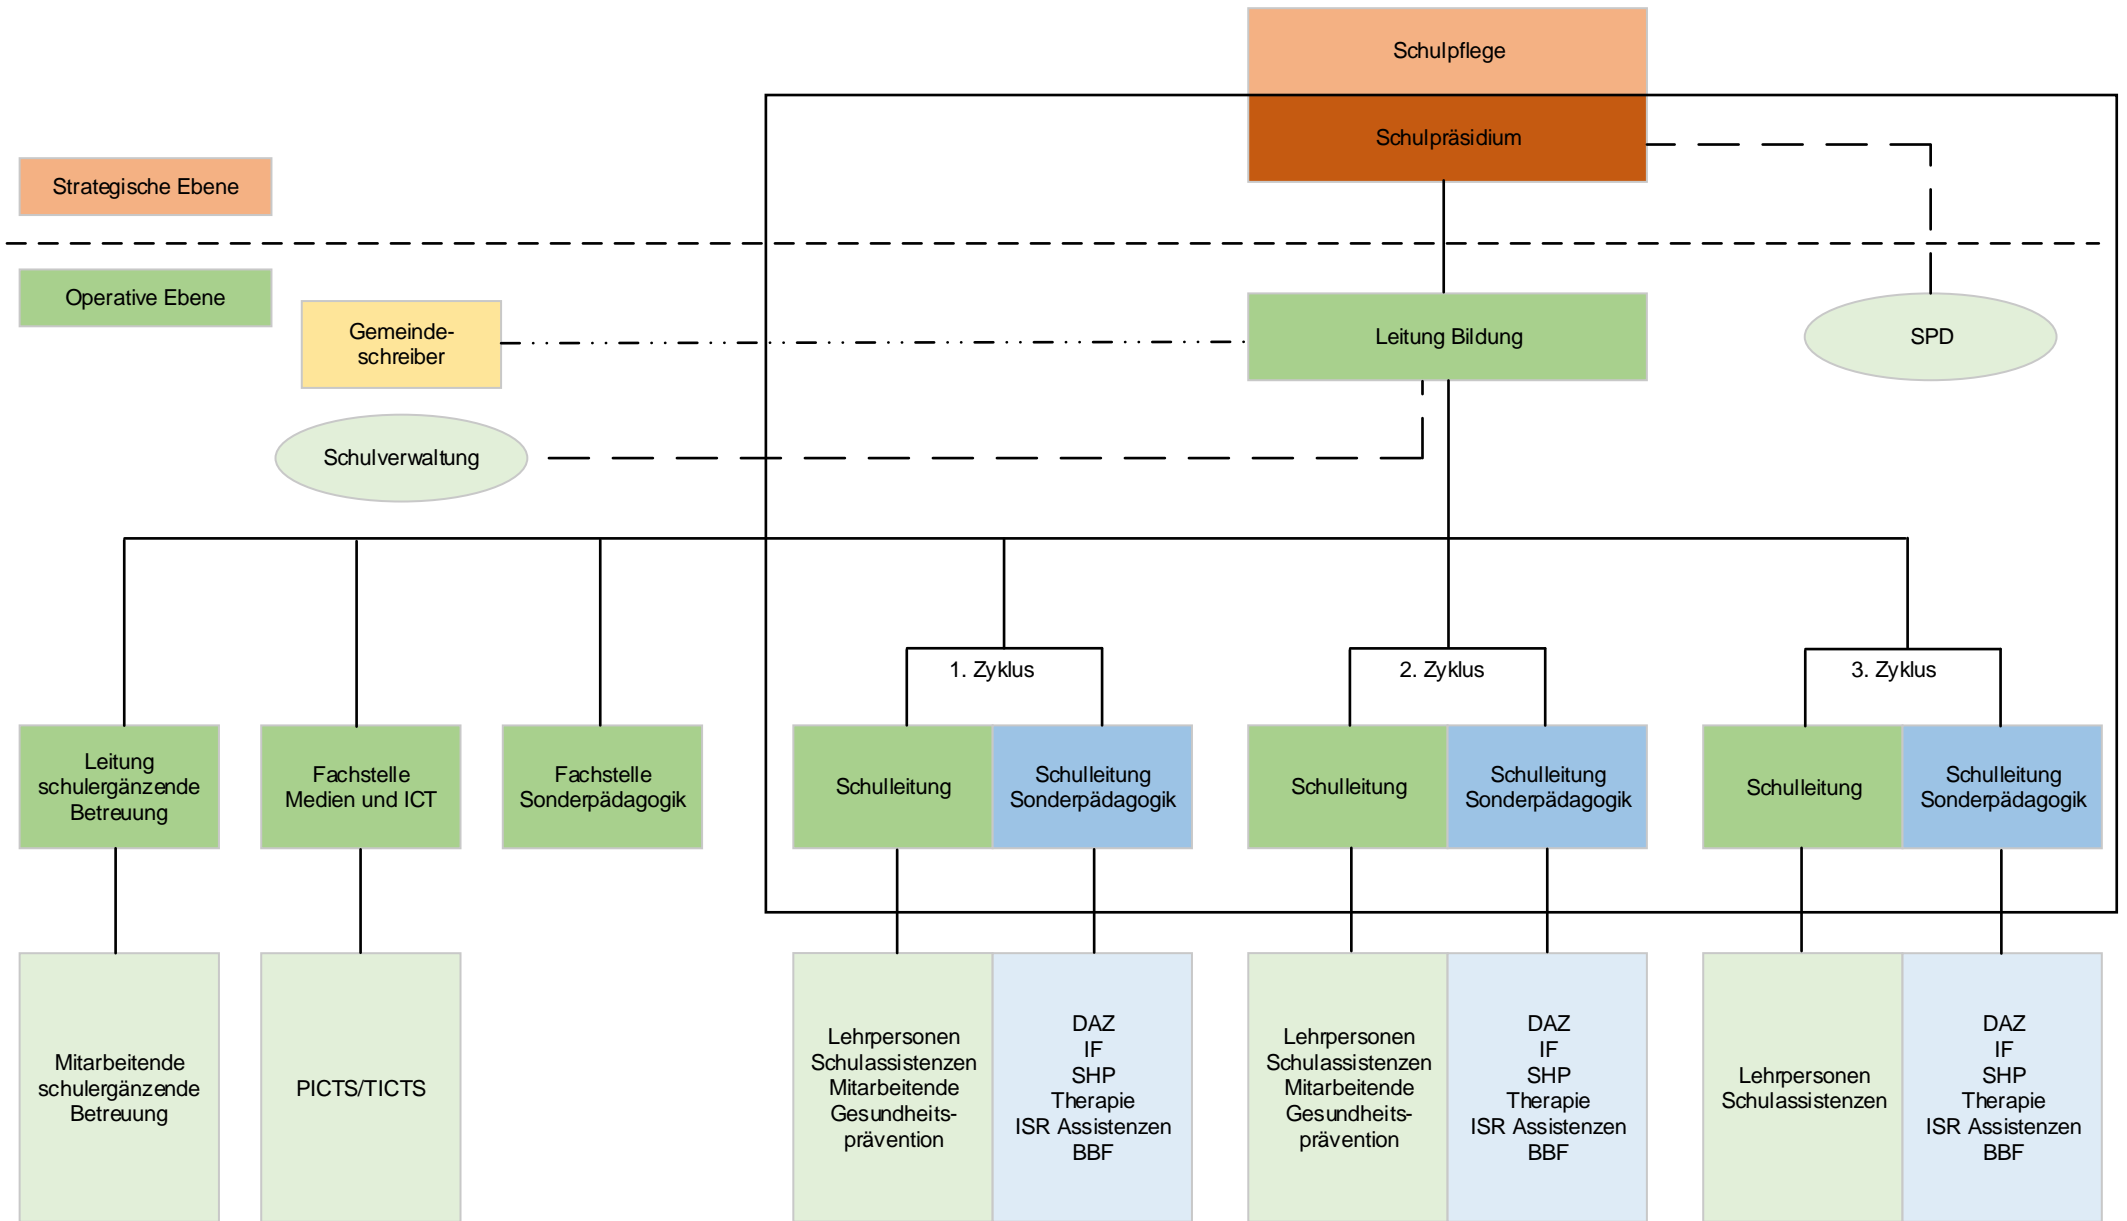 Schulpflege
Schulpräsidium
Strategische Ebene
Operative Ebene
Gemeinde-
schreiber
Leitung Bildung
SPD
Schulverwaltung
1. Zyklus
2. Zyklus
3. Zyklus
Leitung
schulergänzende
Betreuung
Fachstelle
Medien und ICT
Fachstelle
Sonderpädagogik
Schulleitung
Schulleitung
Sonderpädagogik
Schulleitung
Schulleitung
Sonderpädagogik
Schulleitung
Schulleitung
Sonderpädagogik
Mitarbeitende
schulergänzende
Betreuung
PICTS/TICTS
Lehrpersonen
Schulassistenzen
Mitarbeitende
Gesundheits-
prävention
DAZ
IF
SHP
Therapie
ISR Assistenzen
BBF
Lehrpersonen
Schulassistenzen
Mitarbeitende
Gesundheits-
prävention
DAZ
IF
SHP
Therapie
ISR Assistenzen
BBF
Lehrpersonen
Schulassistenzen
DAZ
IF
SHP
Therapie
ISR Assistenzen
BBF